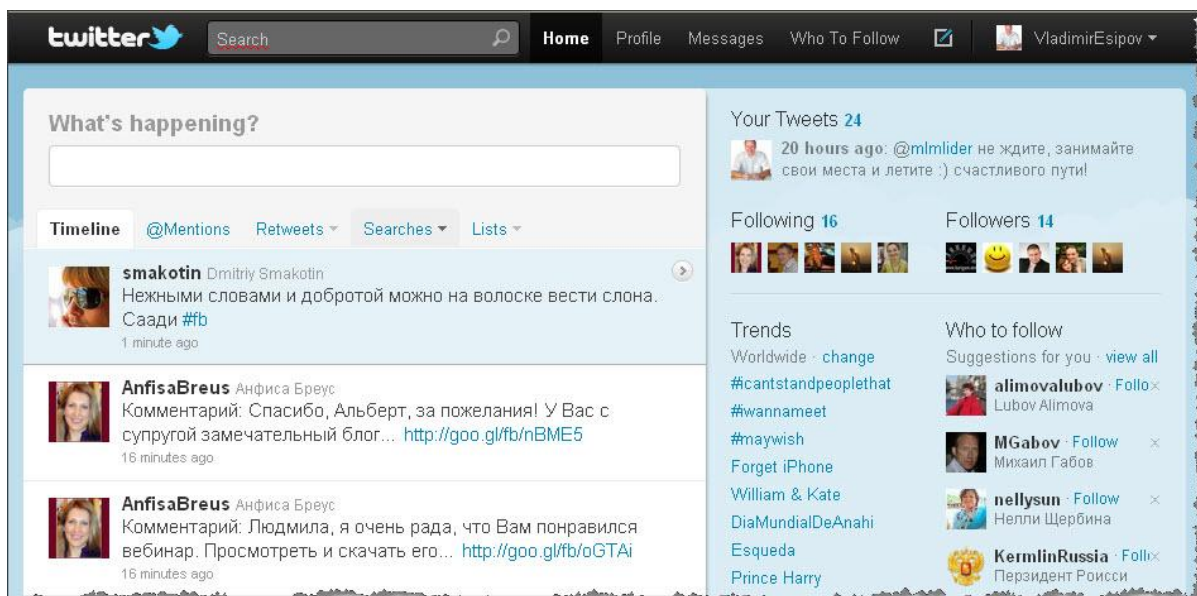 twitter
Search
Home Profile Messages Who To Follow VladimirEsipov
What's happening?
Timeline @Mentions Retweets Searches Lists
smakotin Dmitriy Smakotin
Нежными словами и добротой можно на волоске вести слона.
Саади #fb
1 minute ago
AnfisaBreus Анфиса Бреус
Комментарий: Спасибо, Альберт, за пожелания! У Вас с
супругой замечательный блог... http://goo.gl/fb/nBME5
16 minutes ago
AnfisaBreus Анфиса Бреус
Комментарий: Людмила, я очень рада, что Вам понравился
вебинар. Просмотреть и скачать его... http://goo.gl/fb/oGTAi
16 minutes ago
Your Tweets 24
20 hours ago: @mlmlider не ждите, занимайте
свои места и летите :) счастливого пути!
Following 16
Followers 14
Trends
Worldwide · change
#icantstandpeoplethat
#wannameet
#maywish
Forget iPhone
William & Kate
DiaMundialDeAnahi
Esqueda
Prince Harry
Who to follow
Suggestions for you · view all
alimovalubov · Follo×
Lubov Alimova
MGabov · Follow ×
Михаил Габов
nellysun · Follow ×
Нелли Щербина
KermlinRussia · Follo×
Перзидент Роисси